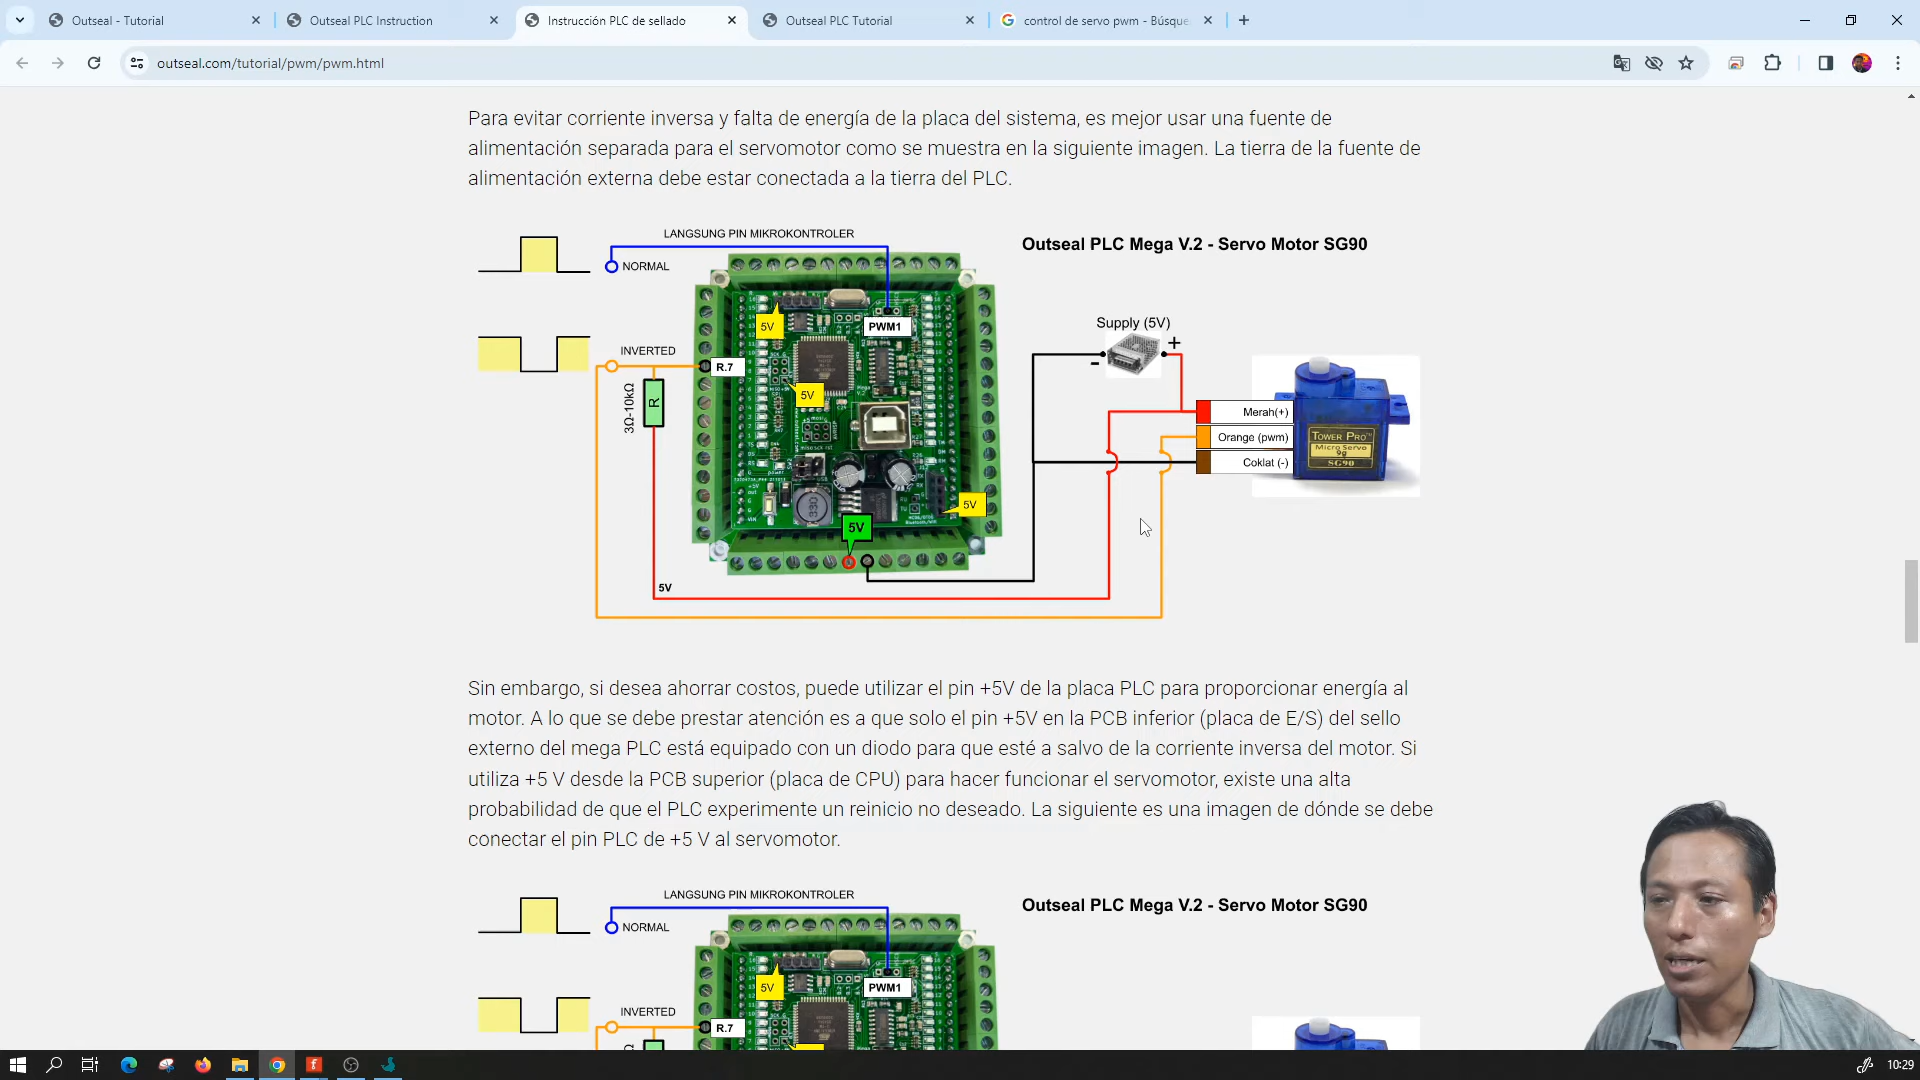 Outseal - Tutorial
Outseal PLC Instruction
Instrucción PLC de sellado
Outseal PLC Tutorial
control de servo pwm - Búsque
outseal.com/tutorial/pwm/pwm.html
Para evitar corriente inversa y falta de energía de la placa del sistema, es mejor usar una fuente de
alimentación separada para el servomotor como se muestra en la siguiente imagen. La tierra de la fuente de
alimentación externa debe estar conectada a la tierra del PLC.
LANGSUNG PIN MIKROKONTROLER
NORMAL
Outseal PLC Mega V.2 - Servo Motor SG90
5V
PWM1
Supply (5V)
+
-
INVERTED
R.7
3Ω-10kΩ
R
5V
Merah(+)
Orange (pwm)
Coklat (-)
TOWER PRO™
Micro Servo
9g
SG90
5V
5V
330
5V
Sin embargo, si desea ahorrar costos, puede utilizar el pin +5V de la placa PLC para proporcionar energía al
motor. A lo que se debe prestar atención es a que solo el pin +5V en la PCB inferior (placa de E/S) del sello
externo del mega PLC está equipado con un diodo para que esté a salvo de la corriente inversa del motor. Si
utiliza +5 V desde la PCB superior (placa de CPU) para hacer funcionar el servomotor, existe una alta
probabilidad de que el PLC experimente un reinicio no deseado. La siguiente es una imagen de dónde se debe
conectar el pin PLC de +5 V al servomotor.
LANGSUNG PIN MIKROKONTROLER
NORMAL
Outseal PLC Mega V.2 - Servo Motor SG90
5V
PWM1
INVERTED
R.7
10:29